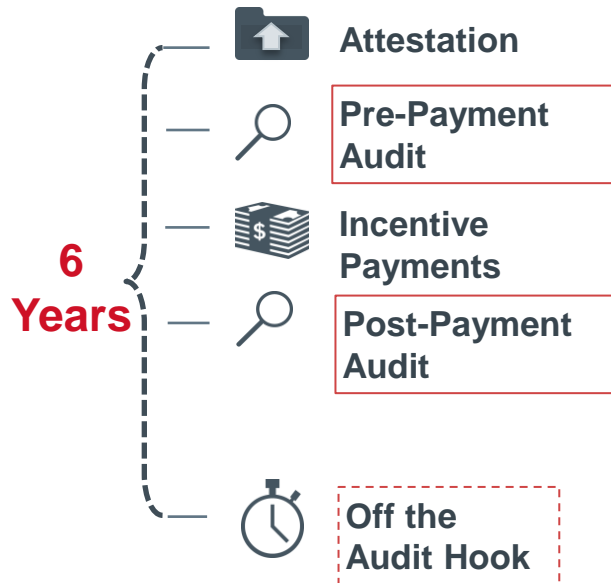 Attestation
Pre-Payment
Audit
Incentive
Payments
6
Years
$
Post-Payment
Audit
Off the
Audit Hook